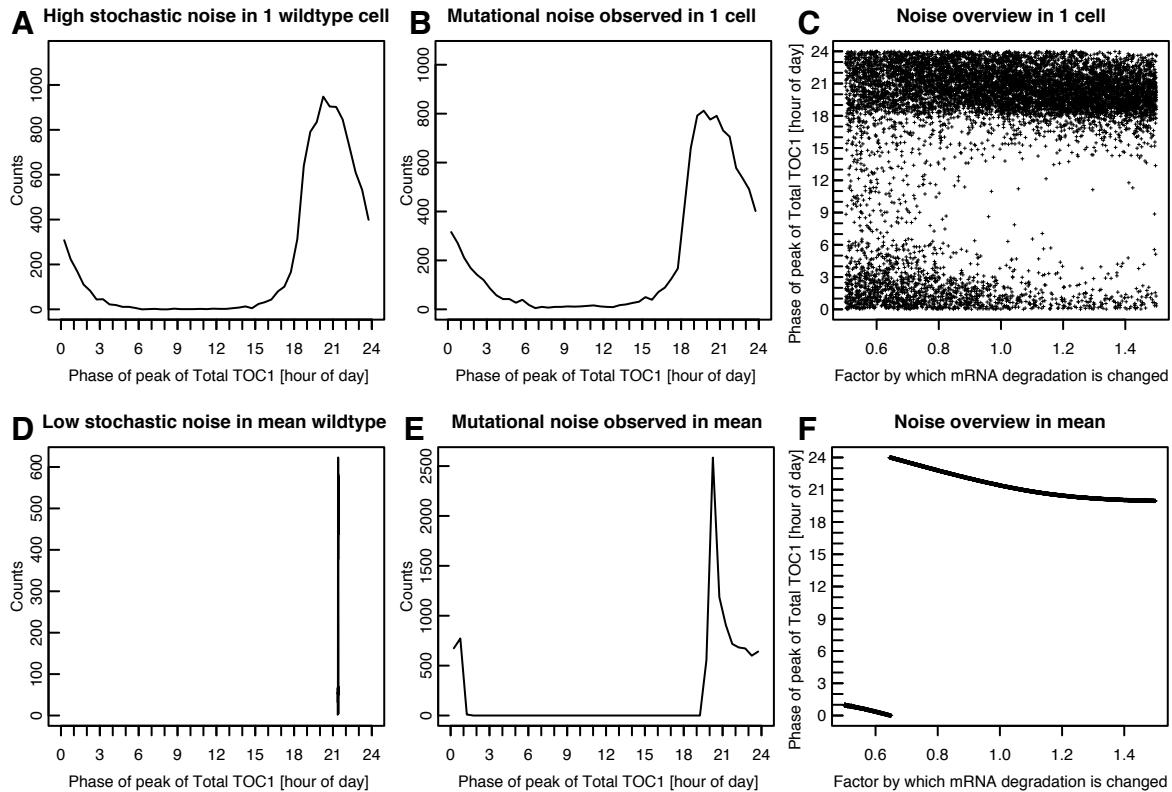 A High stochastic noise in 1 wildtype cell
Counts
0 200 400 600 800 1000
0 3 6 9 12 15 18 21 24
Phase of peak of Total TOC1 [hour of day]
B Mutational noise observed in 1 cell
Counts
0 200 400 600 800 1000
0 3 6 9 12 15 18 21 24
Phase of peak of Total TOC1 [hour of day]
C Noise overview in 1 cell
Phase of peak of Total TOC1 [hour of day]
0 3 6 9 12 15 18 21 24
0.6 0.8 1.0 1.2 1.4
Factor by which mRNA degradation is changed
D Low stochastic noise in mean wildtype
Counts
0 100 200 300 400 500 600
0 3 6 9 12 15 18 21 24
Phase of peak of Total TOC1 [hour of day]
E Mutational noise observed in mean
Counts
0 500 1000 1500 2000 2500
0 3 6 9 12 15 18 21 24
Phase of peak of Total TOC1 [hour of day]
F Noise overview in mean
Phase of peak of Total TOC1 [hour of day]
0 3 6 9 12 15 18 21 24
0.6 0.8 1.0 1.2 1.4
Factor by which mRNA degradation is changed